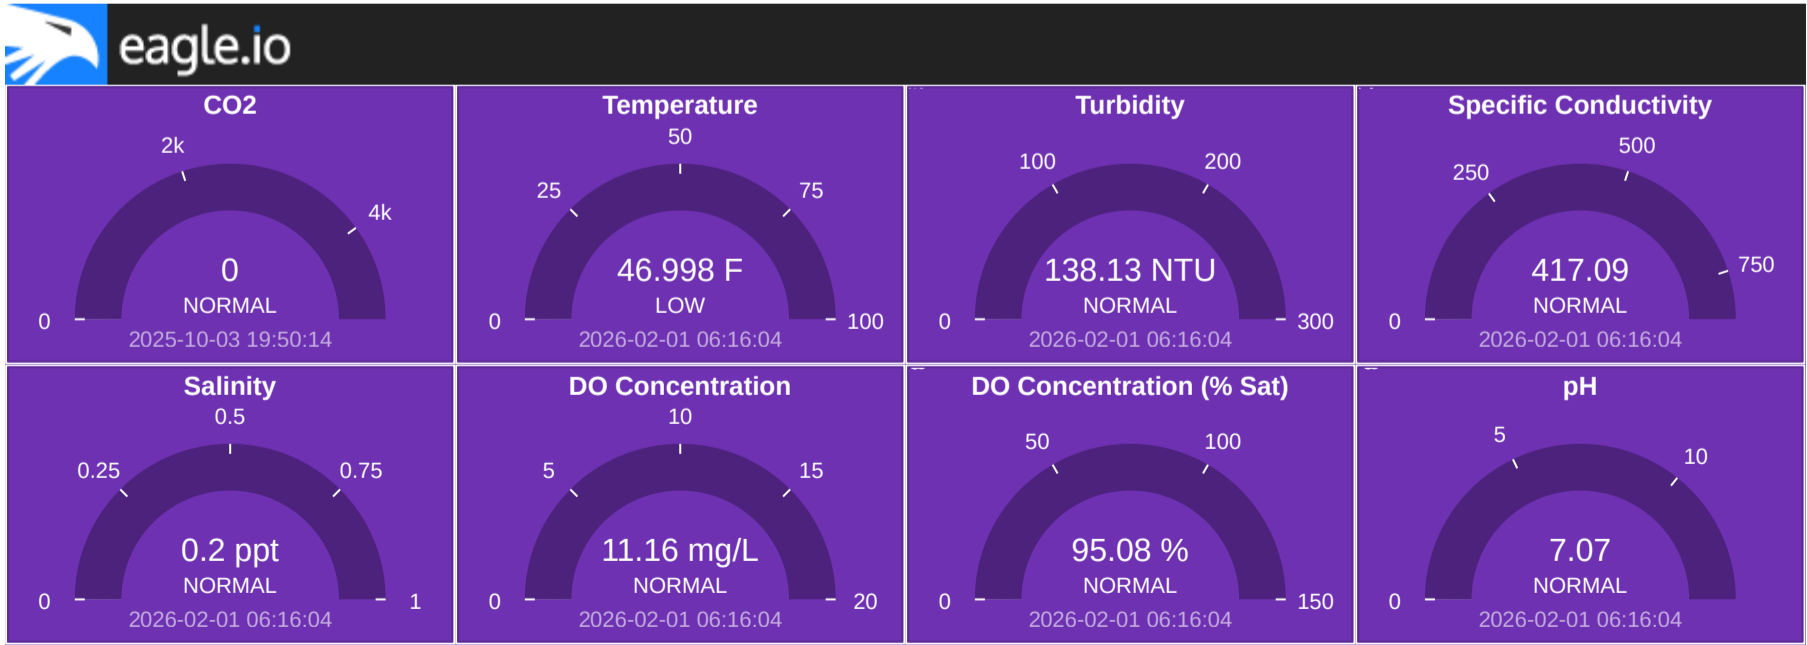 eagle.io
CO2
2k
4k
0
0
NORMAL
2025-10-03 19:50:14
Temperature
50
25
75
46.998 F
LOW
0
100
2026-02-01 06:16:04
Turbidity
100
200
138.13 NTU
NORMAL
0
300
2026-02-01 06:16:04
Specific Conductivity
500
250
750
417.09
NORMAL
0
2026-02-01 06:16:04
Salinity
0.5
0.25
0.75
0.2 ppt
NORMAL
0
1
2026-02-01 06:16:04
DO Concentration
10
5
15
11.16 mg/L
NORMAL
0
20
2026-02-01 06:16:04
DO Concentration (% Sat)
50
100
95.08 %
NORMAL
0
150
2026-02-01 06:16:04
pH
5
10
7.07
NORMAL
0
2026-02-01 06:16:04